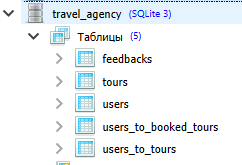 travel_agency (SQLite 3)
Таблицы (5)
feedbacks
tours
users
users_to_booked_tours
users_to_tours